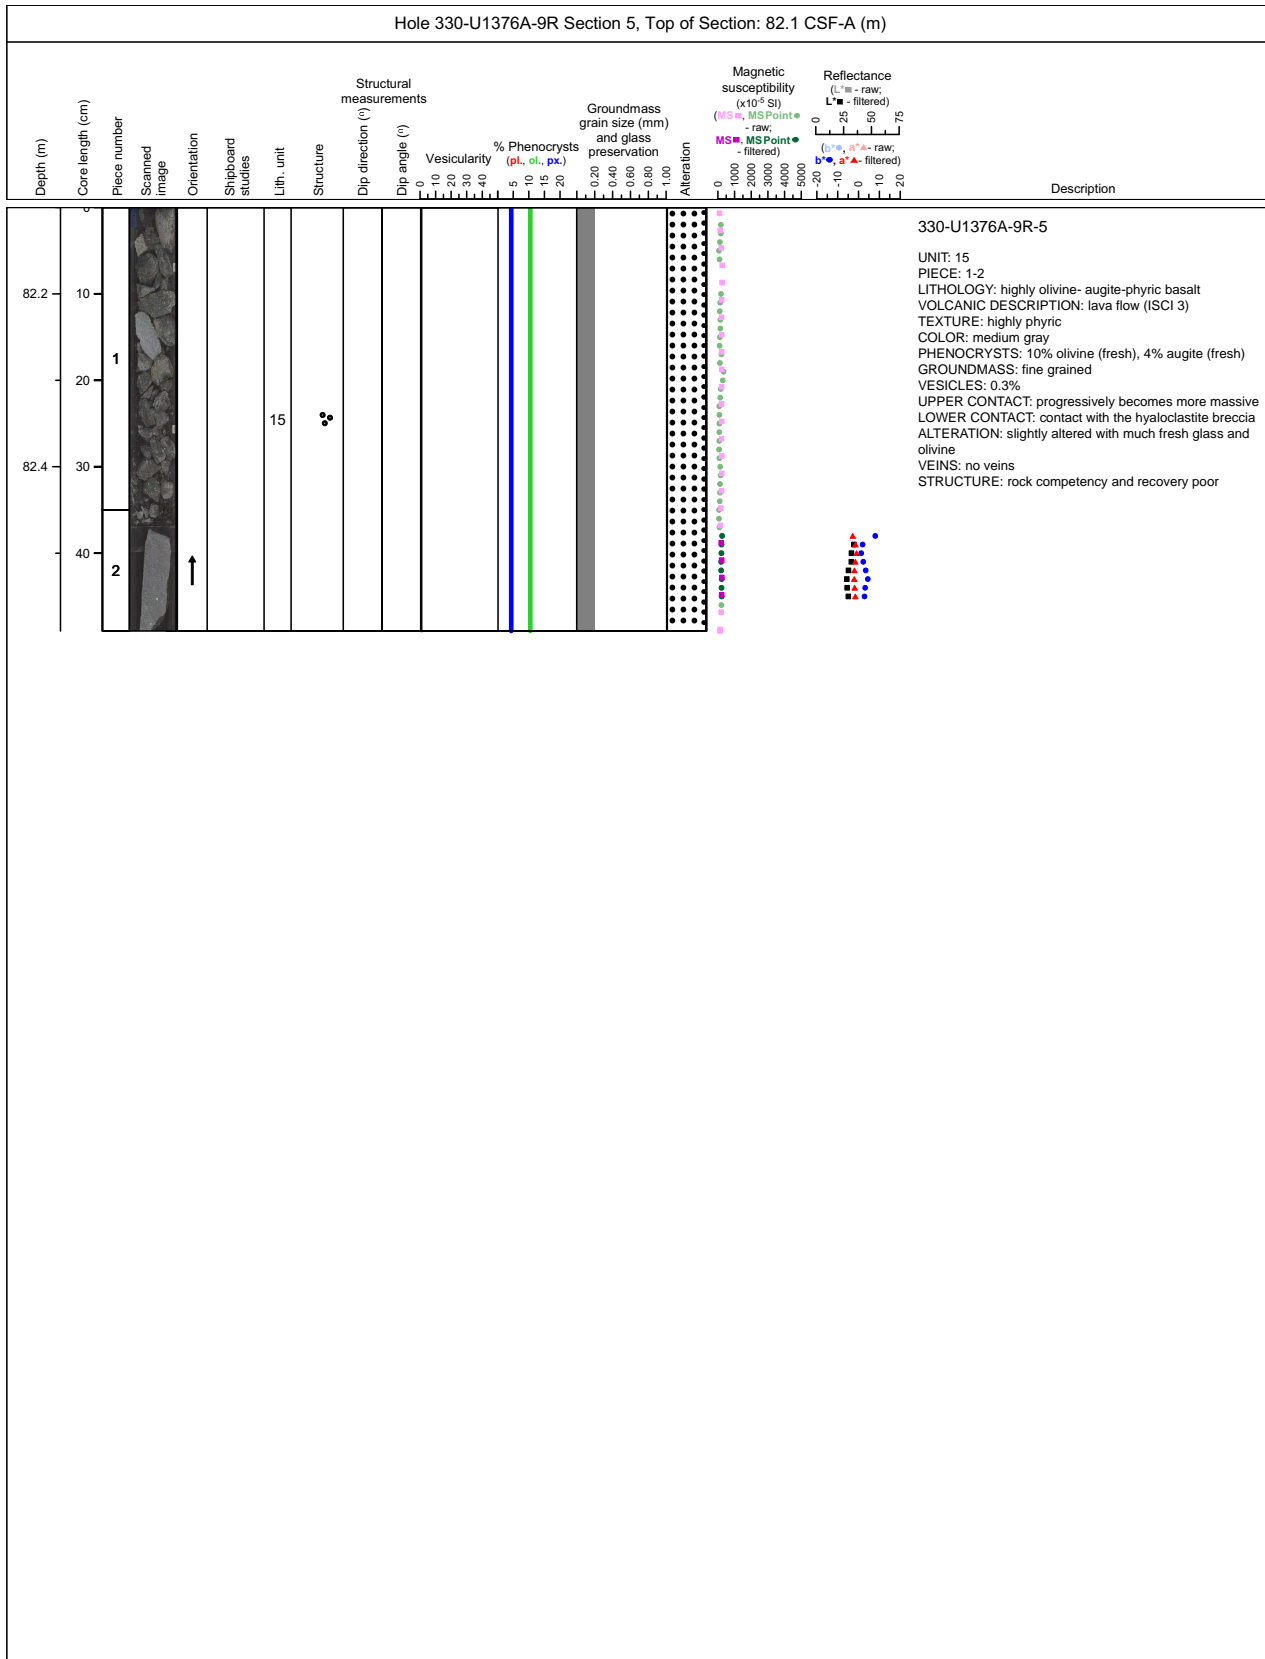 Hole 330-U1376A-9R Section 5, Top of Section: 82.1 CSF-A (m)
Depth (m)
Core length (cm)
Piece number
Scanned
image
Orientation
Shipboard
studies
Lith. unit
Structure
Structural
measurements
Dip direction (º)
Dip angle (º)
Vesicularity
0 10 20 30 40
% Phenocrysts
(pl., ol., px.)
5 10 15 20
Groundmass
grain size (mm)
and glass
preservation
0.20 0.40 0.60 0.80 1.00
Alteration
Magnetic
susceptibility
(x10⁻⁵ SI)
(MS■, MSPoint●
- raw;
MS■, MSPoint●
- filtered)
0 1000 2000 3000 4000 5000
Reflectance
(L*■ - raw;
L*■ - filtered)
0 25 50 75
(b*●, a*▲- raw;
b*●, a*▲- filtered)
-20 -10 0 10 20
Description
0
82.2
10
1
20
15
82.4
30
40
2
330-U1376A-9R-5
UNIT: 15
PIECE: 1-2
LITHOLOGY: highly olivine- augite-phyric basalt
VOLCANIC DESCRIPTION: lava flow (ISCI 3)
TEXTURE: highly phyric
COLOR: medium gray
PHENOCRYSTS: 10% olivine (fresh), 4% augite (fresh)
GROUNDMASS: fine grained
VESICLES: 0.3%
UPPER CONTACT: progressively becomes more massive
LOWER CONTACT: contact with the hyaloclastite breccia
ALTERATION: slightly altered with much fresh glass and
olivine
VEINS: no veins
STRUCTURE: rock competency and recovery poor